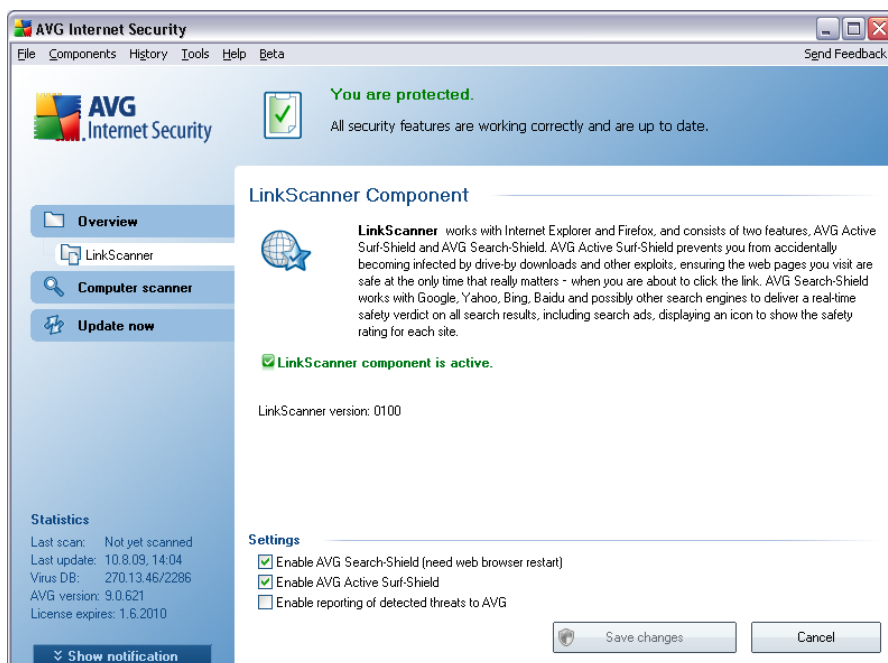 AVG Internet Security
File Components History Tools Help Beta Send Feedback
AVG
Internet Security
You are protected.
All security features are working correctly and are up to date.
Overview
LinkScanner
Computer scanner
Update now
LinkScanner Component
LinkScanner works with Internet Explorer and Firefox, and consists of two features, AVG Active
Surf-Shield and AVG Search-Shield. AVG Active Surf-Shield prevents you from accidentally
becoming infected by drive-by downloads and other exploits, ensuring the web pages you visit are
safe at the only time that really matters - when you are about to click the link. AVG Search-Shield
works with Google, Yahoo, Bing, Baidu and possibly other search engines to deliver a real-time
safety verdict on all search results, including search ads, displaying an icon to show the safety
rating for each site.
LinkScanner component is active.
LinkScanner version: 0100
Statistics
Last scan: Not yet scanned
Last update: 10.8.09, 14:04
Virus DB: 270.13.46/2286
AVG version: 9.0.621
License expires: 1.6.2010
Show notification
Settings
Enable AVG Search-Shield (need web browser restart)
Enable AVG Active Surf-Shield
Enable reporting of detected threats to AVG
Save changes Cancel